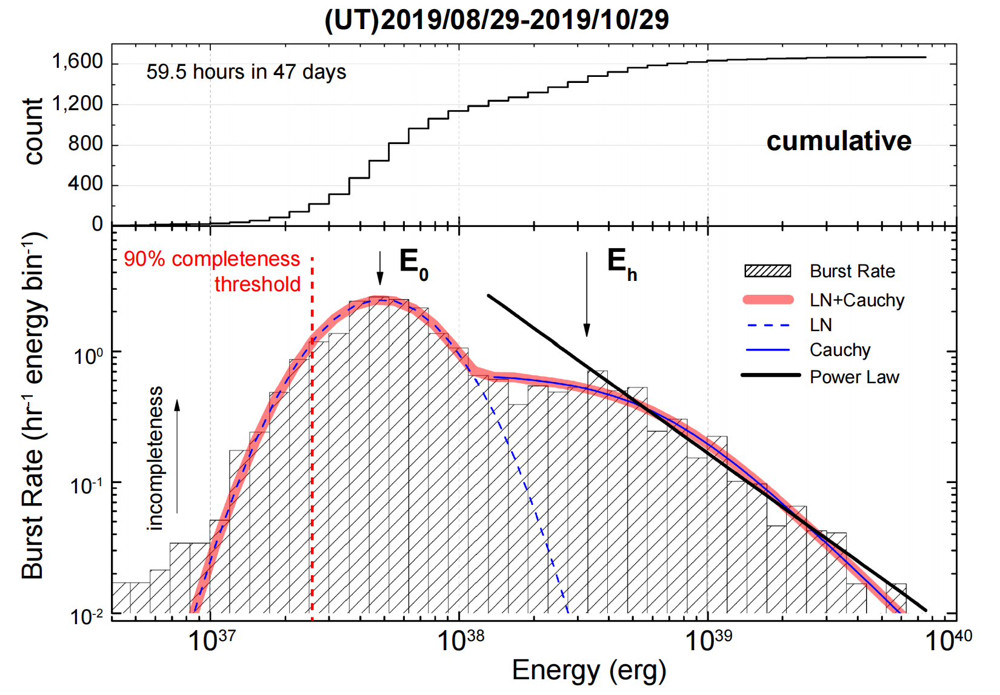 (UT)2019/08/29-2019/10/29
1,600
1,200
800
400
0
count
59.5 hours in 47 days
cumulative
90% completeness
threshold
E₀
Eₕ
Burst Rate
LN+Cauchy
LN
Cauchy
Power Law
incompleteness
Burst Rate (hr⁻¹ energy bin⁻¹)
10⁰
10⁻¹
10⁻²
10³⁷
10³⁸
10³⁹
10⁴⁰
Energy (erg)